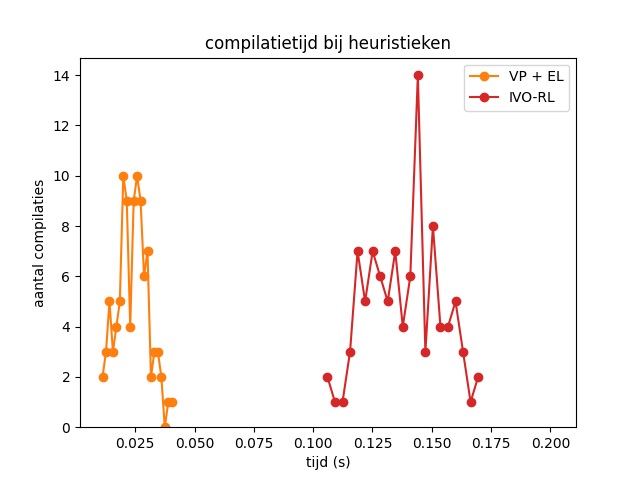 compilatietijd bij heuristieken
VP + EL
IVO-RL
aantal compilaties
14
12
10
8
6
4
2
0
0.025 0.050 0.075 0.100 0.125 0.150 0.175 0.200
tijd (s)